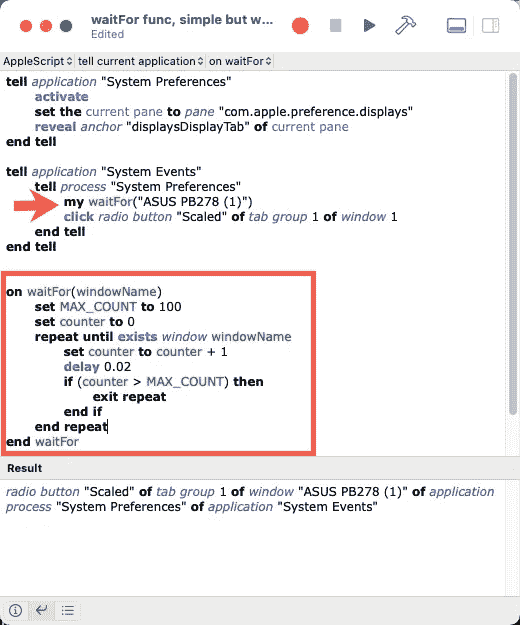 waitFor func, simple but w...
Edited
AppleScript tell current application on waitFor
tell application "System Preferences"
activate
set the current pane to pane "com.apple.preference.displays"
reveal anchor "displaysDisplayTab" of current pane
end tell
tell application "System Events"
tell process "System Preferences"
my waitFor("ASUS PB278 (1)")
click radio button "Scaled" of tab group 1 of window 1
end tell
end tell
on waitFor(windowName)
set MAX_COUNT to 100
set counter to 0
repeat until exists window windowName
set counter to counter + 1
delay 0.02
if (counter > MAX_COUNT) then
exit repeat
end if
end repeat
end waitFor
Result
radio button "Scaled" of tab group 1 of window "ASUS PB278 (1)" of application
process "System Preferences" of application "System Events"